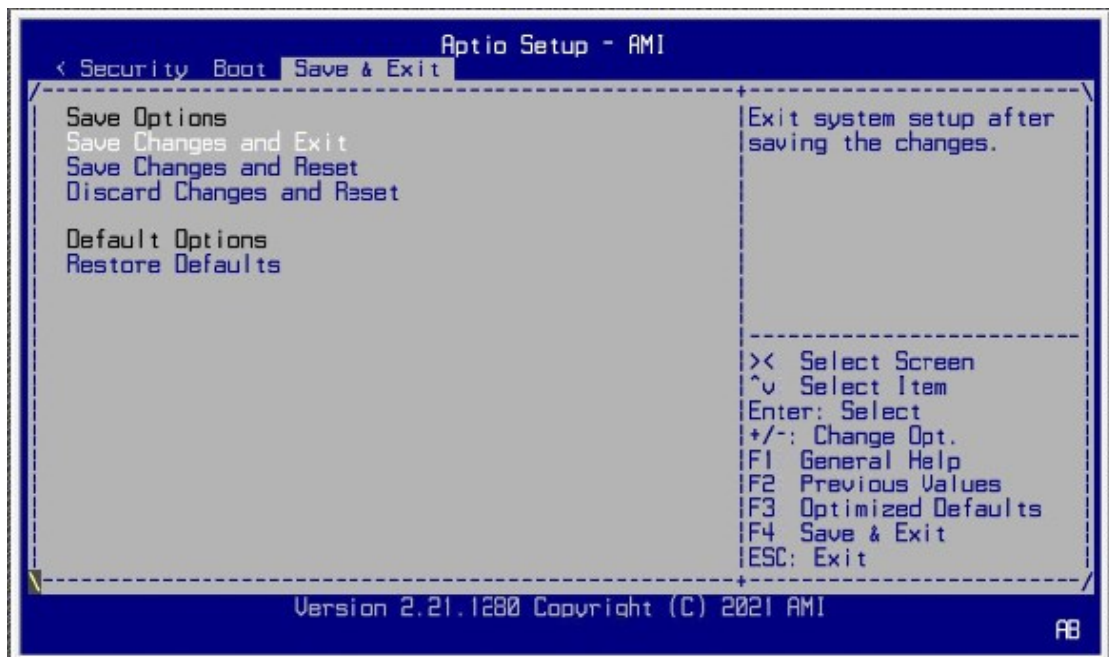 Aptio Setup - AMI
< Security Boot Save & Exit
Save Options
Save Changes and Exit
Save Changes and Reset
Discard Changes and Reset
Default Options
Restore Defaults
Exit system setup after
saving the changes.
>< Select Screen
^v Select Item
Enter: Select
+/-: Change Opt.
F1 General Help
F2 Previous Values
F3 Optimized Defaults
F4 Save & Exit
ESC: Exit
Version 2.21.1280 Copyright (C) 2021 AMI
AB